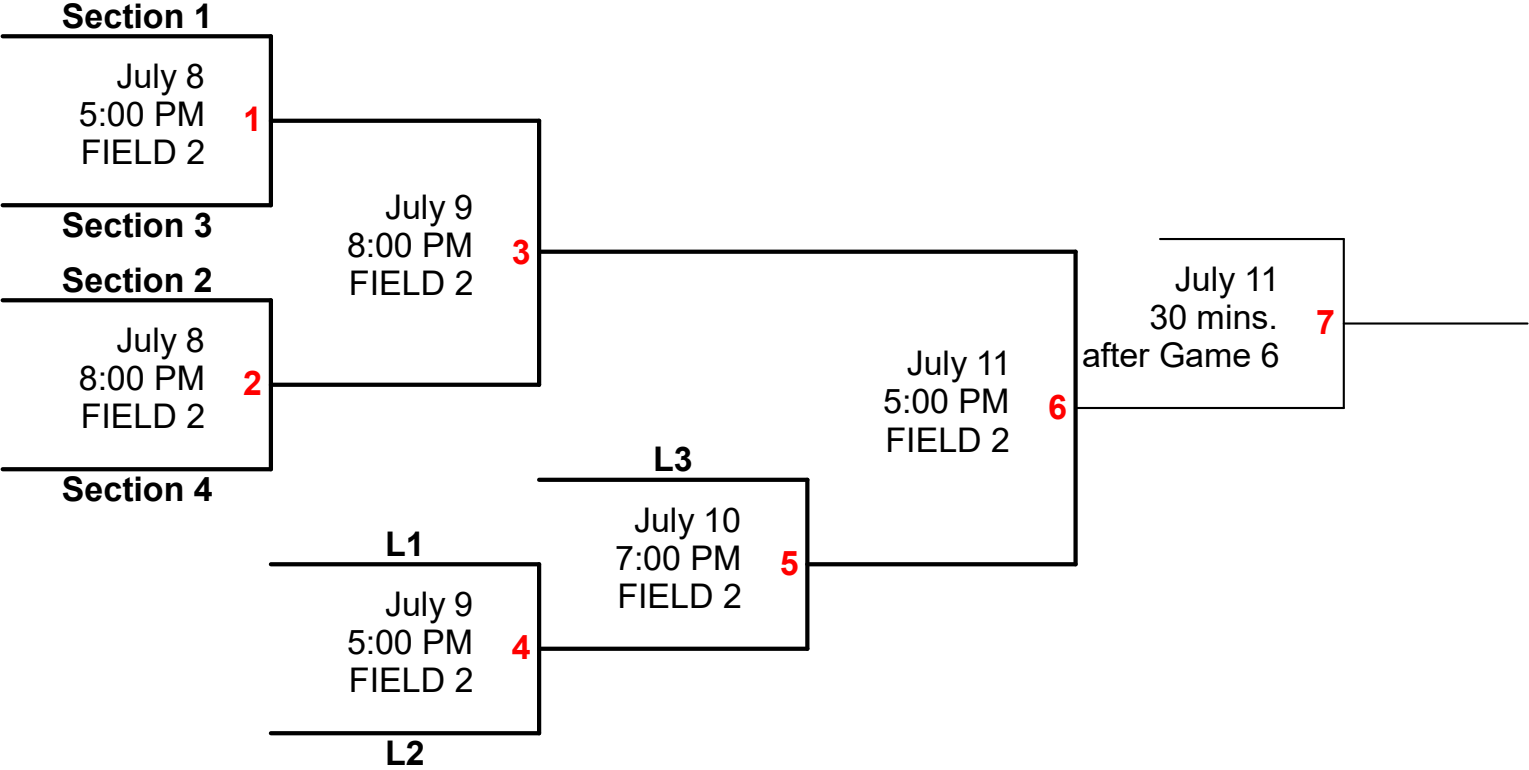 Section 1
July 8
5:00 PM
FIELD 2
1
Section 3
Section 2
July 8
8:00 PM
FIELD 2
2
Section 4
July 9
8:00 PM
FIELD 2
3
L1
July 9
5:00 PM
FIELD 2
4
L2
L3
July 10
7:00 PM
FIELD 2
5
July 11
5:00 PM
FIELD 2
6
July 11
30 mins.
after Game 6
7